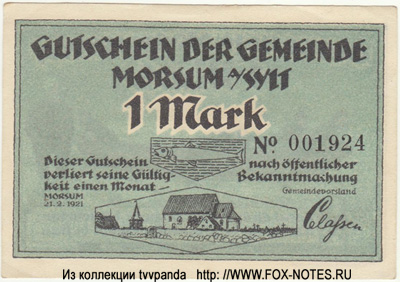 GUTSCHEIN DER GEMEINDE
MORSUM A/SYLT
1 Mark
No 001924
Dieser Gutschein
verliert seine Gültig-
keit einen Monat—
MORSUM
21.2.1921
nach öffentlicher
Bekanntmachung
Gemeindevorstand
Classen
Из коллекции tvvpanda http://www.FOX-NOTES.RU